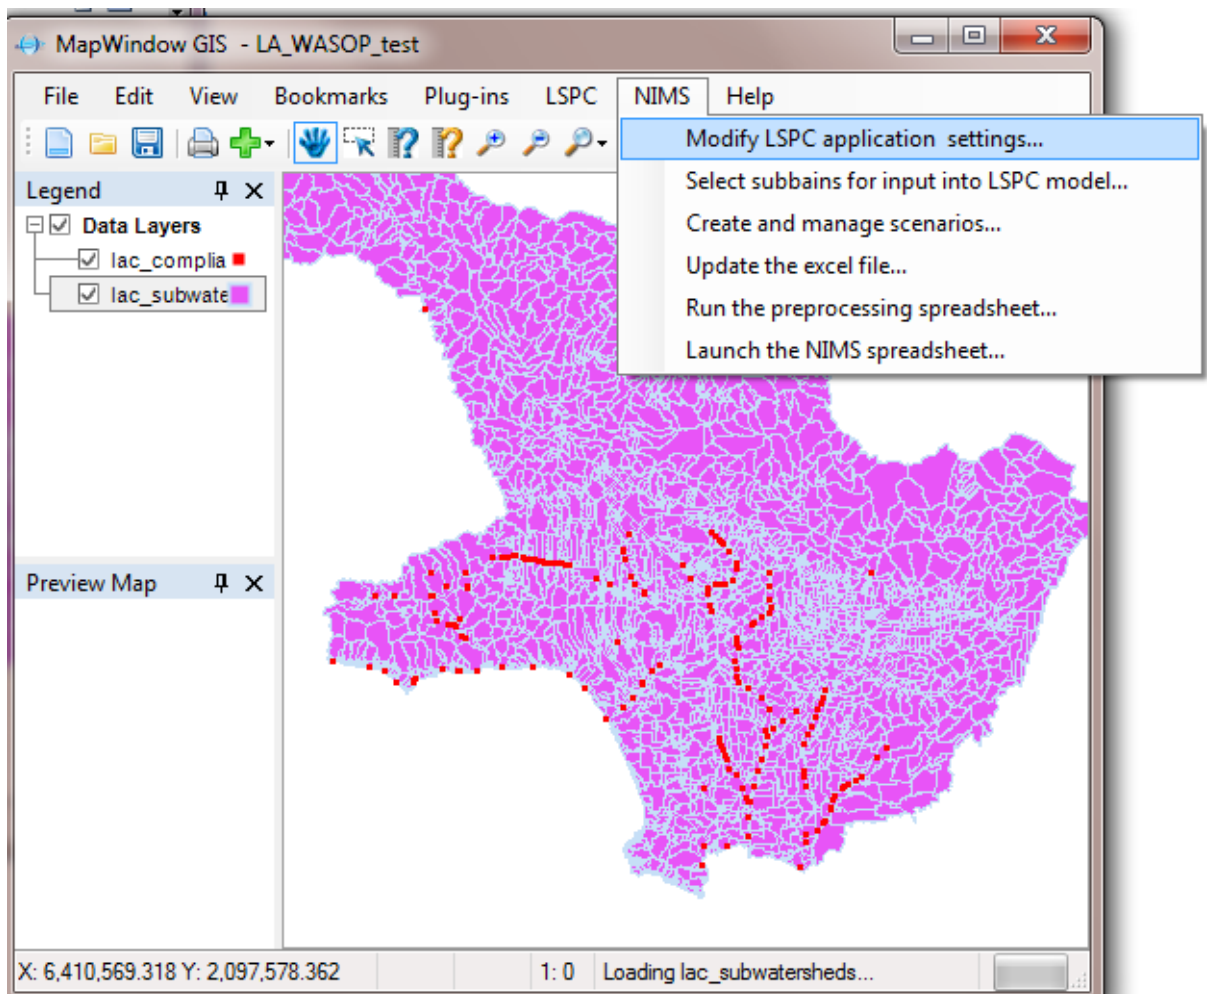 MapWindow GIS - LA_WASOP_test
File Edit View Bookmarks Plug-ins LSPC NIMS Help
Modify LSPC application settings...
Select subbains for input into LSPC model...
Create and manage scenarios...
Update the excel file...
Run the preprocessing spreadsheet...
Launch the NIMS spreadsheet...
Legend
Data Layers
lac_complia
lac_subwate
Preview Map
X: 6,410,569.318 Y: 2,097,578.362 1: 0 Loading lac_subwatersheds...